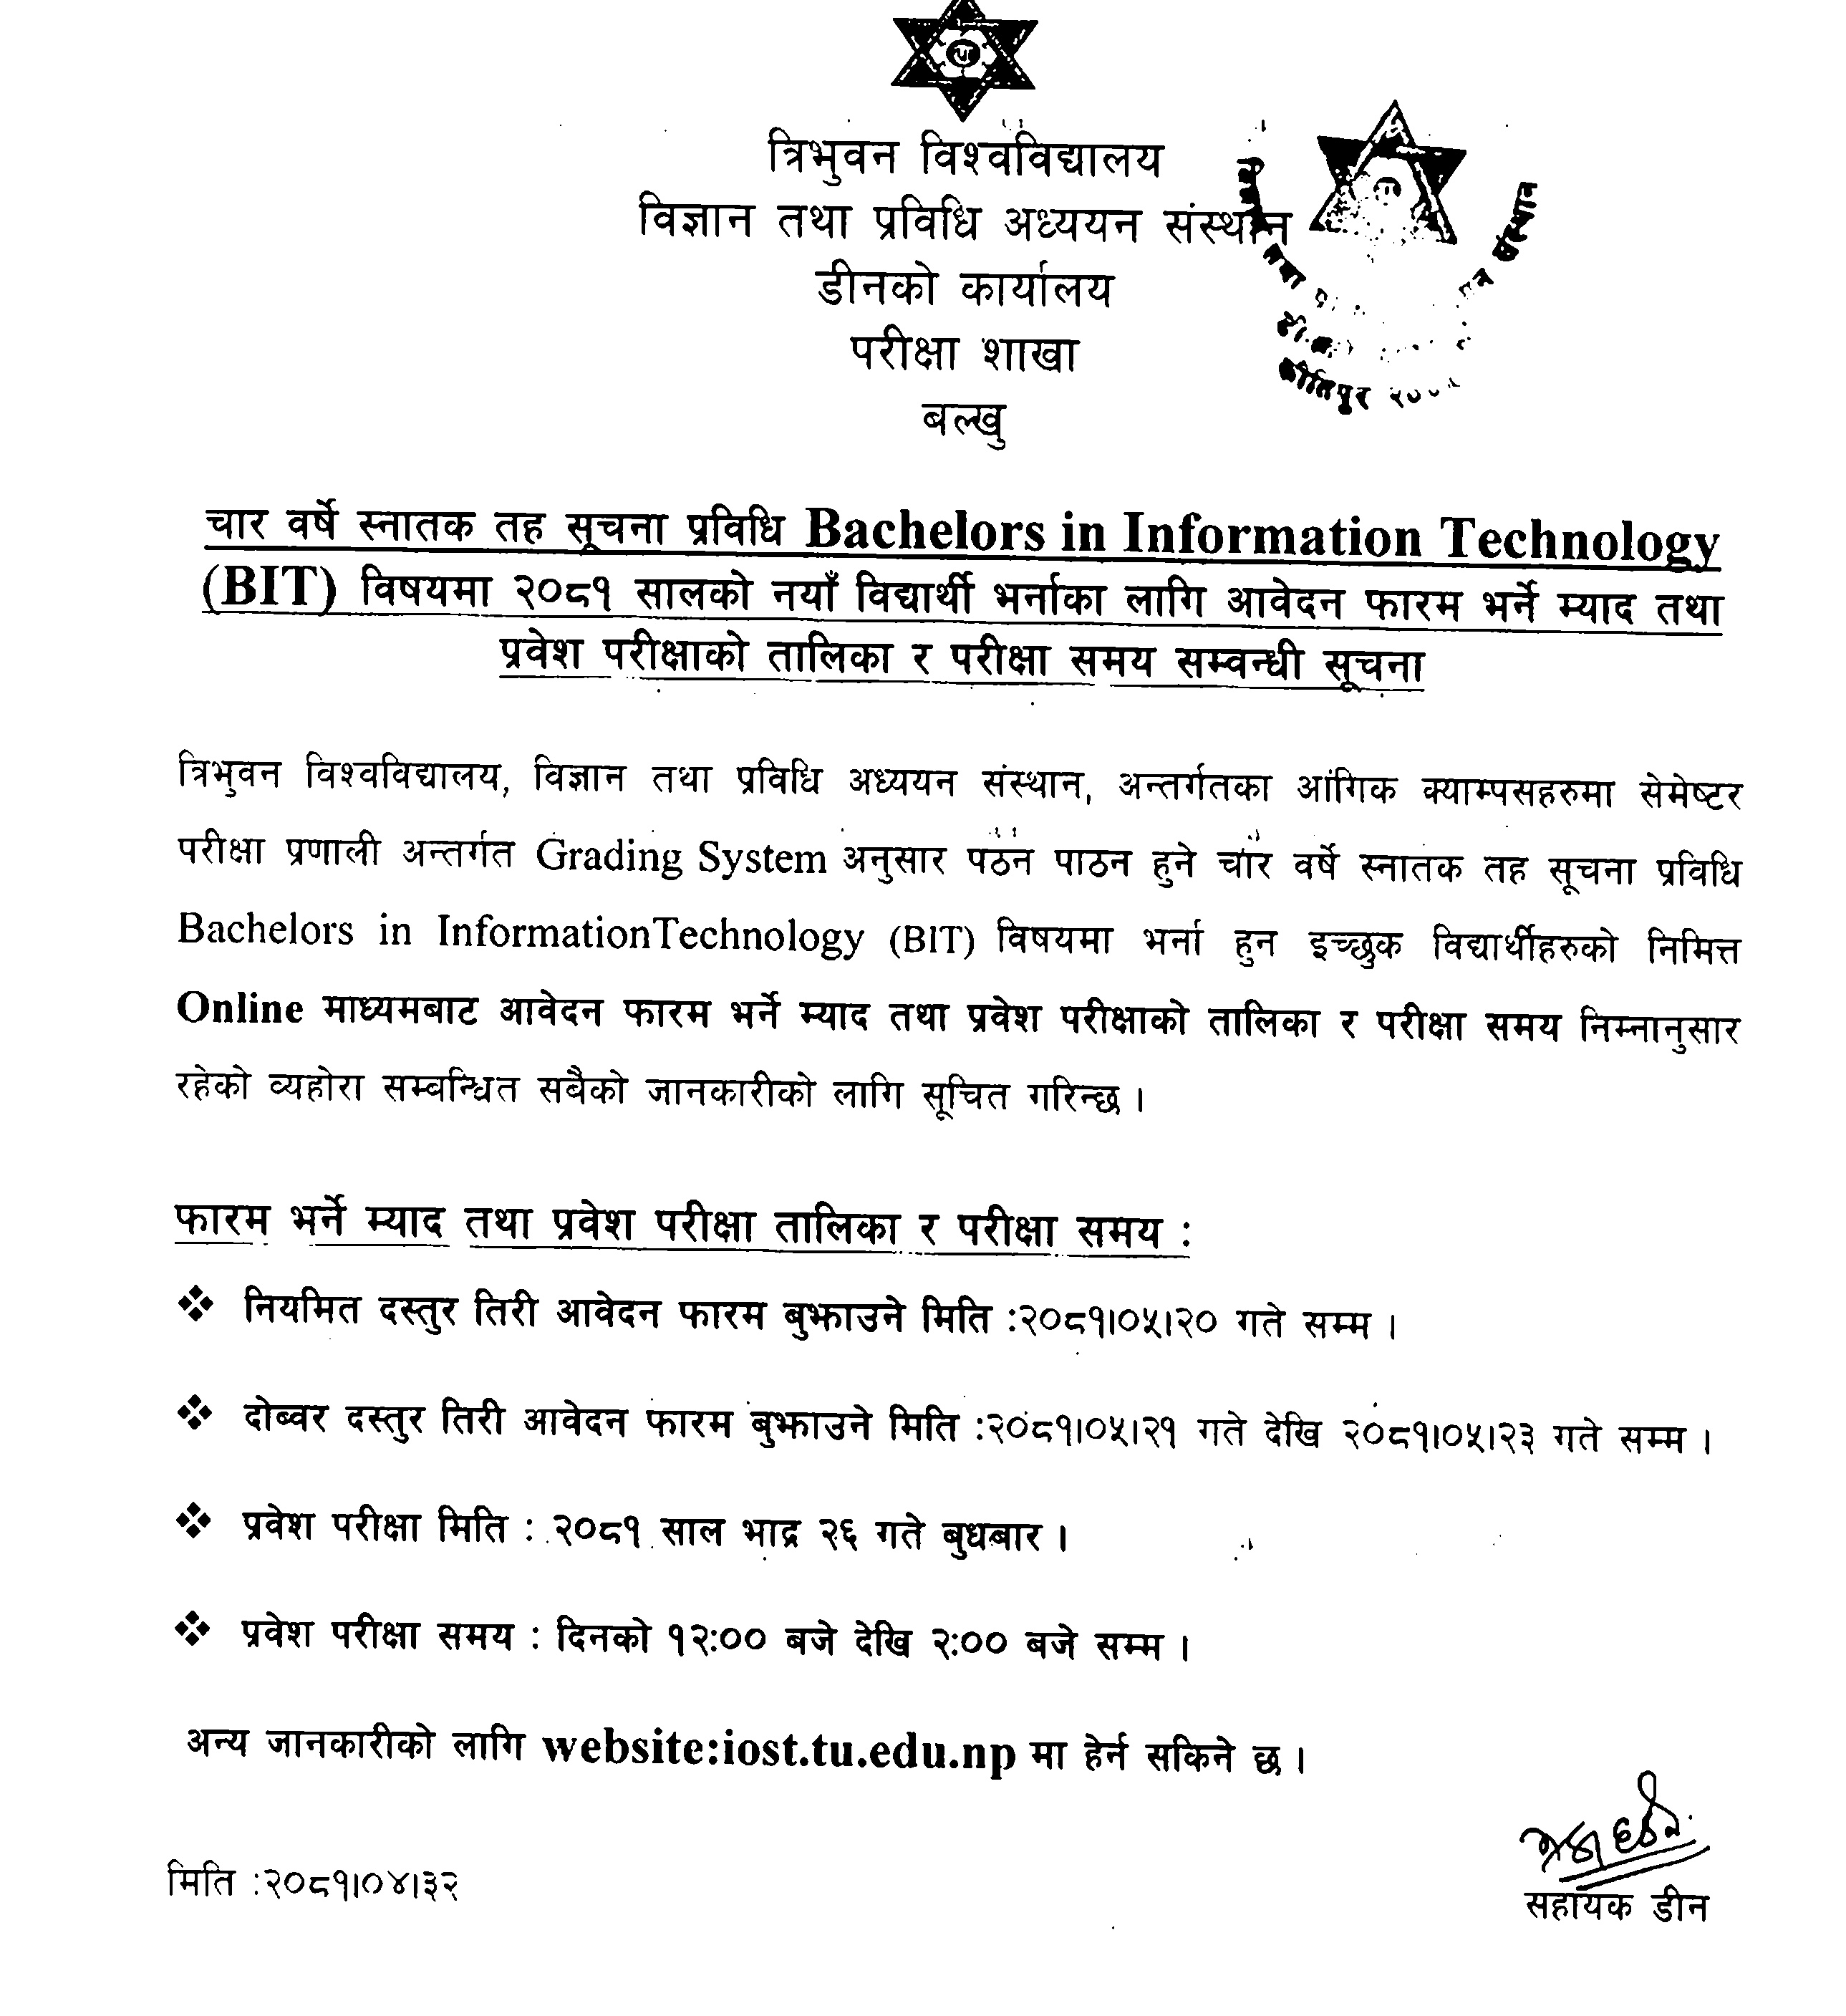 त्रिभुवन विश्वविद्यालय
विज्ञान तथा प्रविधि अध्ययन संस्थान
डीनको कार्यालय
परीक्षा शाखा
बल्खु
कीर्तिपुर
चार वर्षे स्नातक तह सूचना प्रविधि Bachelors in Information Technology
(BIT) विषयमा २०८१ सालको नयाँ विद्यार्थी भर्नाका लागि आवेदन फारम भर्ने म्याद तथा
प्रवेश परीक्षाको तालिका र परीक्षा समय सम्वन्धी सूचना
त्रिभुवन विश्वविद्यालय, विज्ञान तथा प्रविधि अध्ययन संस्थान, अन्तर्गतका आंगिक क्याम्पसहरुमा सेमेष्टर
परीक्षा प्रणाली अन्तर्गत Grading System अनुसार पठन पाठन हुने चार वर्षे स्नातक तह सूचना प्रविधि
Bachelors in InformationTechnology (BIT) विषयमा भर्ना हुन इच्छुक विद्यार्थीहरुको निमित्त
Online माध्यमबाट आवेदन फारम भर्ने म्याद तथा प्रवेश परीक्षाको तालिका र परीक्षा समय निम्नानुसार
रहेको व्यहोरा सम्बन्धित सबैको जानकारीको लागि सूचित गरिन्छ ।
फारम भर्ने म्याद तथा प्रवेश परीक्षा तालिका र परीक्षा समय :
❖ नियमित दस्तुर तिरी आवेदन फारम बुझाउने मिति :२०८१।०५।२० गते सम्म ।
❖ दोब्वर दस्तुर तिरी आवेदन फारम बुझाउने मिति :२०८१।०५।२१ गते देखि २०८१।०५।२३ गते सम्म ।
❖ प्रवेश परीक्षा मिति : २०८१ साल भाद्र २६ गते बुधबार ।
❖ प्रवेश परीक्षा समय : दिनको १२:०० बजे देखि २:०० बजे सम्म ।
अन्य जानकारीको लागि website:iost.tu.edu.np मा हेर्न सकिने छ ।
मिति :२०८१।०४।३२
सहायक डीन